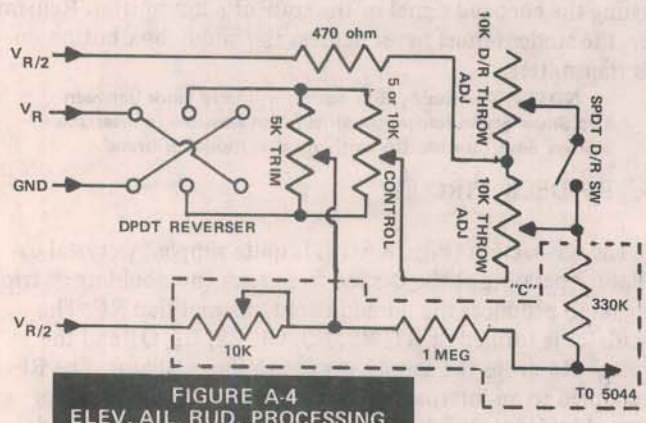 V R/2
470 ohm
10K D/R THROW ADJ
SPDT D/R SW
V R
5K TRIM
5 or 10K
CONTROL
GND
DPDT REVERSER
10K THROW ADJ
"C"
V R/2
10K
1 MEG
330K
TO 5044
FIGURE A-4
ELEV, AIL, RUD, PROCESSING